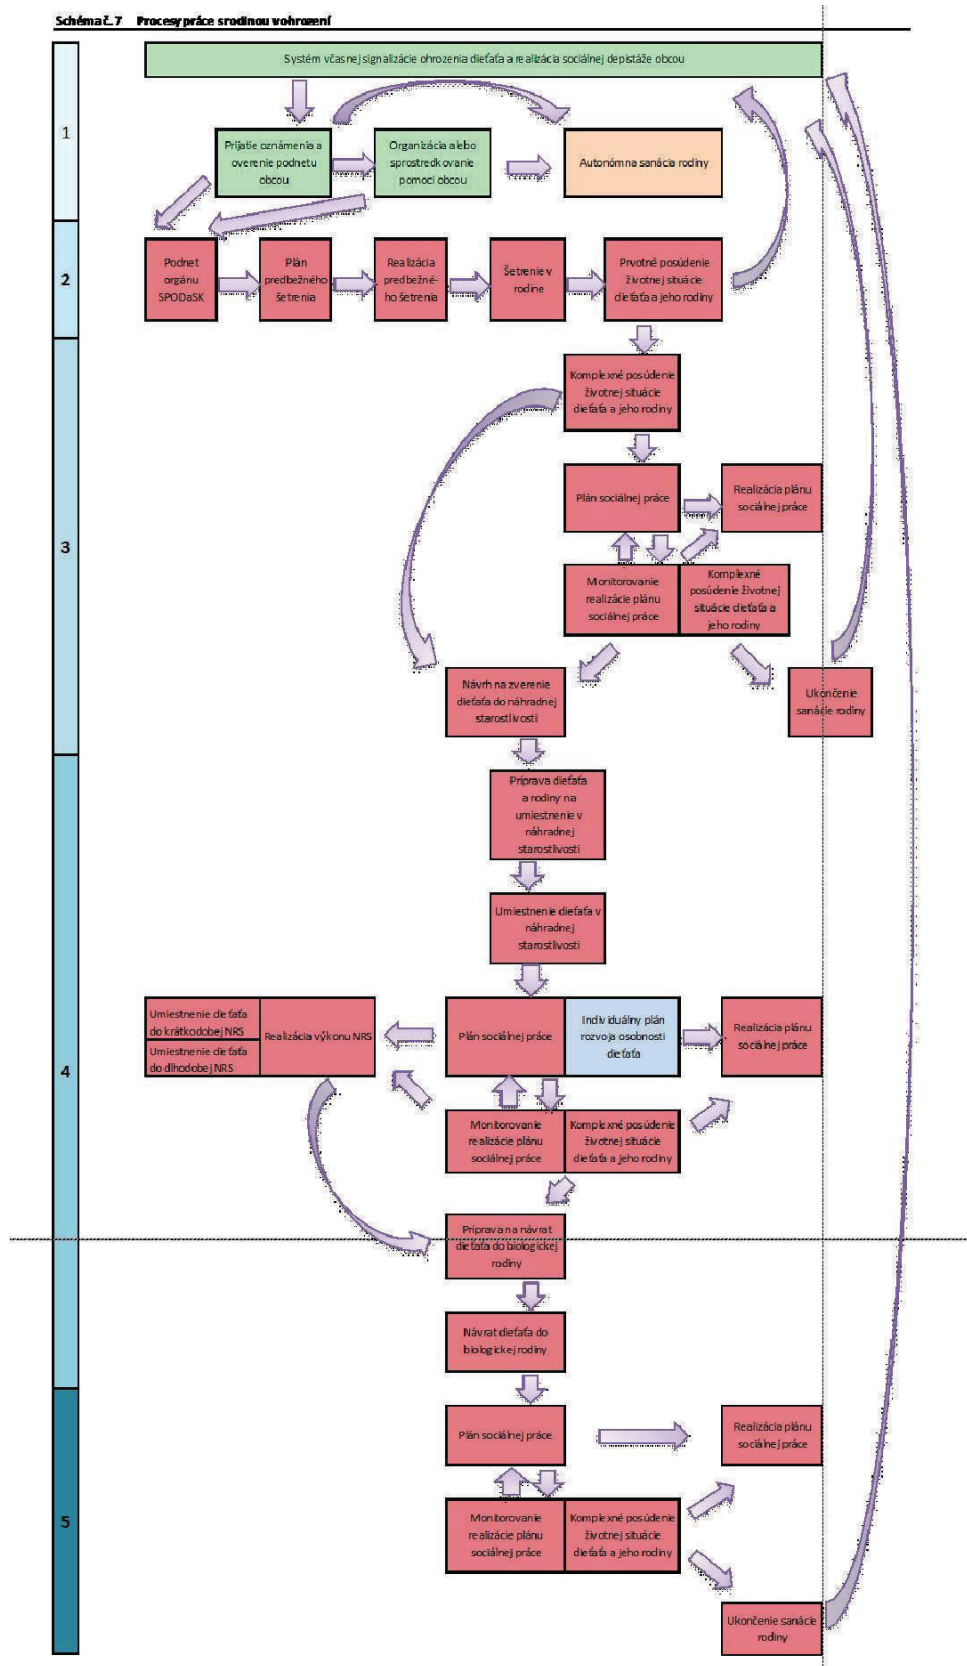 Schéma č. 7 Procesy práce s rodinou v ohrození
Systém včasnej signalizácie ohrozenia dieťaťa a realizácia sociálnej depistáže obcou
1
Prijatie oznámenia a
overenie podnetu
obcou
Organizácia alebo
sprostredkovanie
pomoci obcou
Autonómna sanácia rodiny
2
Podnet
orgánu
SPODaSK
Plán
predbežného
šetrenia
Realizácia
predbež-
ného šetrenia
Šetrenie v
rodine
Prvotné posúdenie
životnej situácie
dieťaťa a jeho rodiny
3
Komplexné posúdenie
životnej situácie
dieťaťa a jeho rodiny
Plán sociálnej práce
Realizácia plánu
sociálnej práce
Monitorovanie
realizácie plánu
sociálnej práce
Komplexné
posúdenie životnej
situácie dieťaťa a
jeho rodiny
Návrh na zverenie
dieťaťa do náhradnej
starostlivosti
Ukončenie
sanácie rodiny
4
Príprava dieťaťa
a rodiny na
umiestnenie v
náhradnej
starostlivosti
Umiestnenie dieťaťa v
náhradnej
starostlivosti
Umiestnenie dieťaťa
do krátkodobej NRS
Umiestnenie dieťaťa
do dlhodobej NRS
Realizácia výkonu NRS
Plán sociálnej práce
Individuálny plán
rozvoja osobnosti
dieťaťa
Realizácia plánu
sociálnej práce
Monitorovanie
realizácie plánu
sociálnej práce
Komplexné posúdenie
životnej situácie
dieťaťa a jeho rodiny
Príprava na návrat
dieťaťa do biologickej
rodiny
Návrat dieťaťa do
biologickej rodiny
5
Plán sociálnej práce
Realizácia plánu
sociálnej práce
Monitorovanie
realizácie plánu
sociálnej práce
Komplexné posúdenie
životnej situácie
dieťaťa a jeho rodiny
Ukončenie sanácie
rodiny